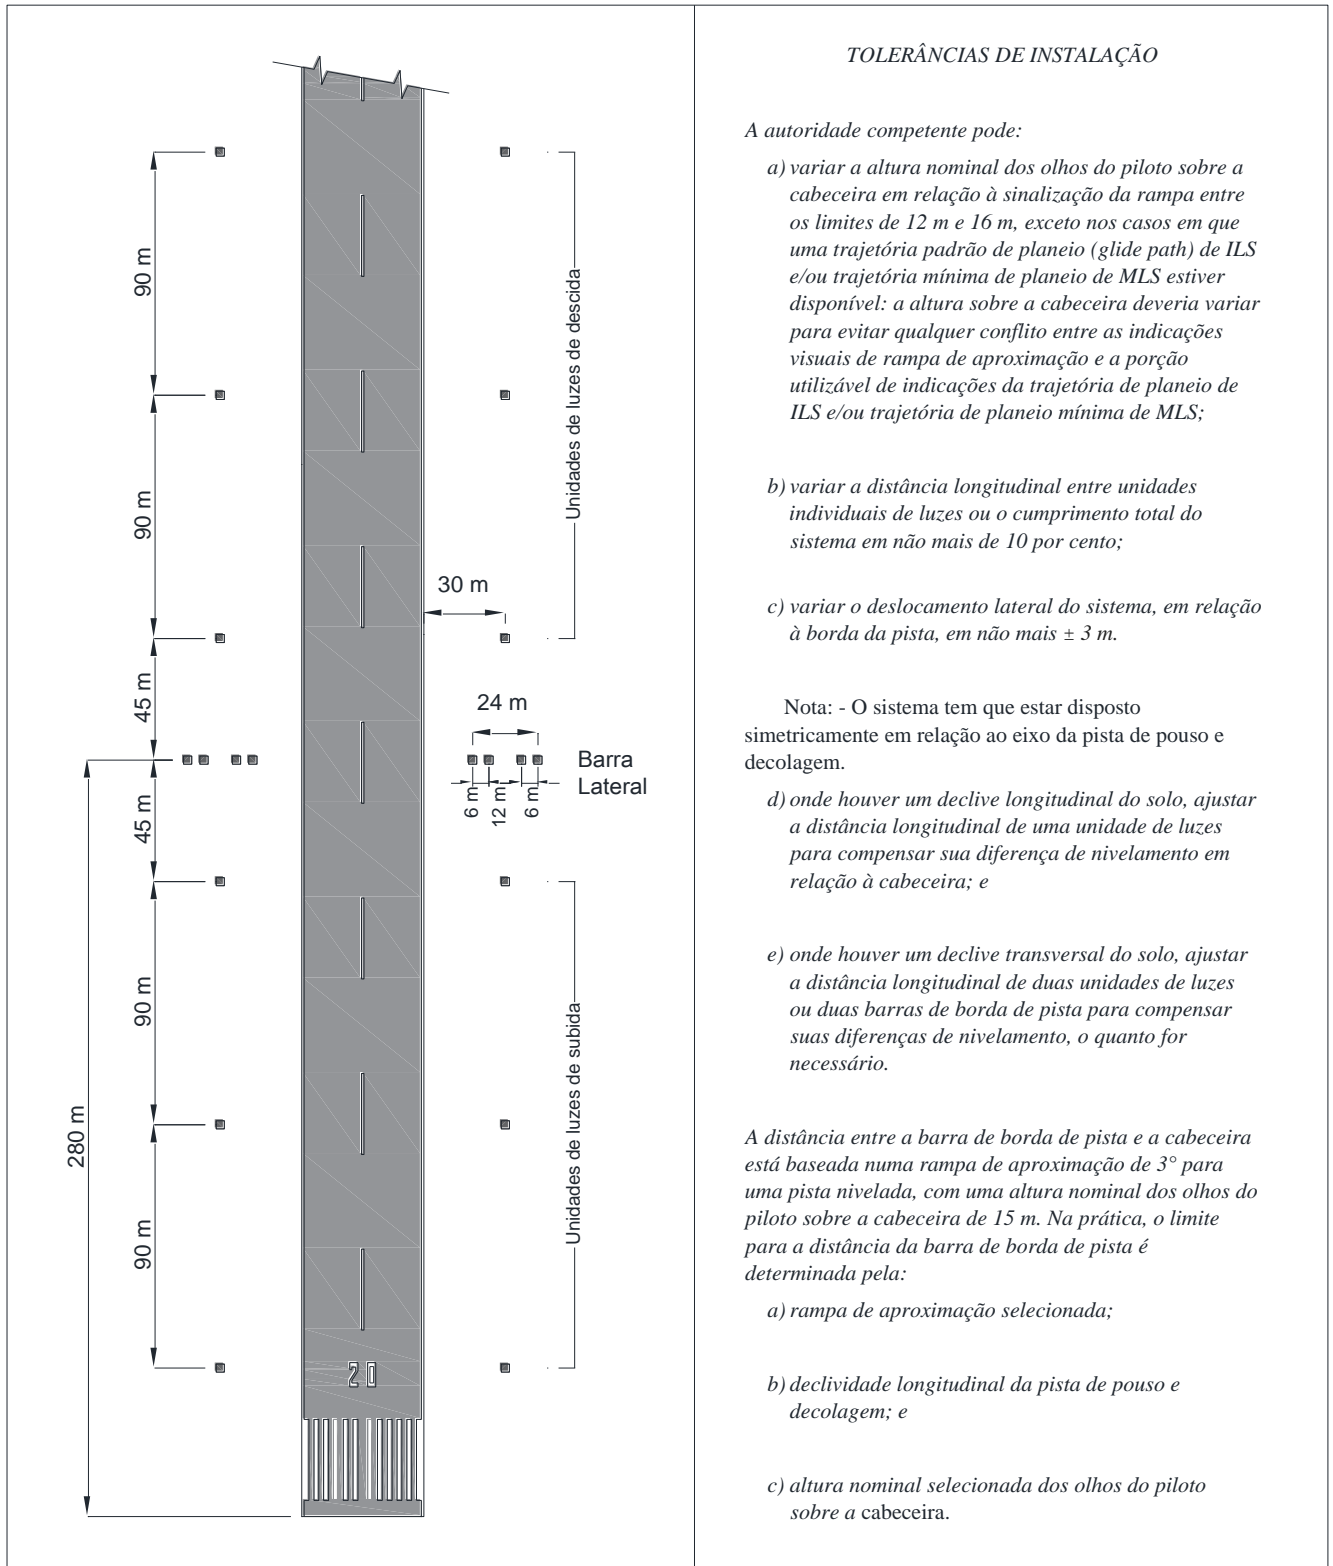 90 m
90 m
45 m
45 m
90 m
90 m
280 m
20
30 m
24 m
6 m
12 m
6 m
Barra
Lateral
Unidades de luzes de descida
Unidades de luzes de subida
TOLERÂNCIAS DE INSTALAÇÃO
A autoridade competente pode:
a) variar a altura nominal dos olhos do piloto sobre a
cabeceira em relação à sinalização da rampa entre
os limites de 12 m e 16 m, exceto nos casos em que
uma trajetória padrão de planeio (glide path) de ILS
e/ou trajetória mínima de planeio de MLS estiver
disponível: a altura sobre a cabeceira deveria variar
para evitar qualquer conflito entre as indicações
visuais de rampa de aproximação e a porção
utilizável de indicações da trajetória de planeio de
ILS e/ou trajetória de planeio mínima de MLS;
b) variar a distância longitudinal entre unidades
individuais de luzes ou o cumprimento total do
sistema em não mais de 10 por cento;
c) variar o deslocamento lateral do sistema, em relação
à borda da pista, em não mais ± 3 m.
Nota: - O sistema tem que estar disposto
simetricamente em relação ao eixo da pista de pouso e
decolagem.
d) onde houver um declive longitudinal do solo, ajustar
a distância longitudinal de uma unidade de luzes
para compensar sua diferença de nivelamento em
relação à cabeceira; e
e) onde houver um declive transversal do solo, ajustar
a distância longitudinal de duas unidades de luzes
ou duas barras de borda de pista para compensar
suas diferenças de nivelamento, o quanto for
necessário.
A distância entre a barra de borda de pista e a cabeceira
está baseada numa rampa de aproximação de 3° para
uma pista nivelada, com uma altura nominal dos olhos do
piloto sobre a cabeceira de 15 m. Na prática, o limite
para a distância da barra de borda de pista é
determinada pela:
a) rampa de aproximação selecionada;
b) declividade longitudinal da pista de pouso e
decolagem; e
c) altura nominal selecionada dos olhos do piloto
sobre a cabeceira.